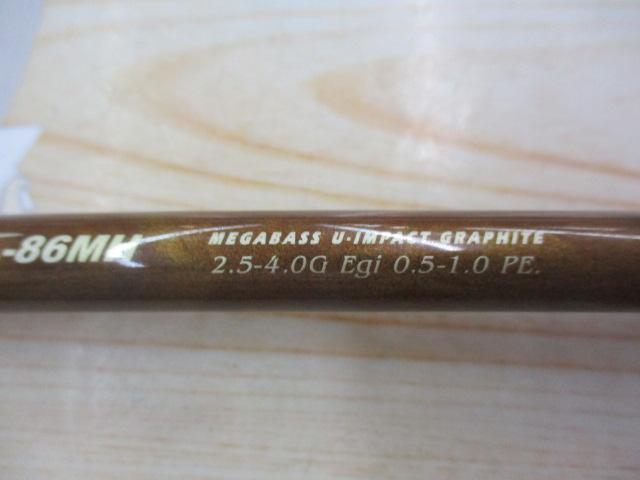 -86MH
MEGABASS U·IMPACT GRAPHITE
2.5-4.0G Egi 0.5-1.0 PE.